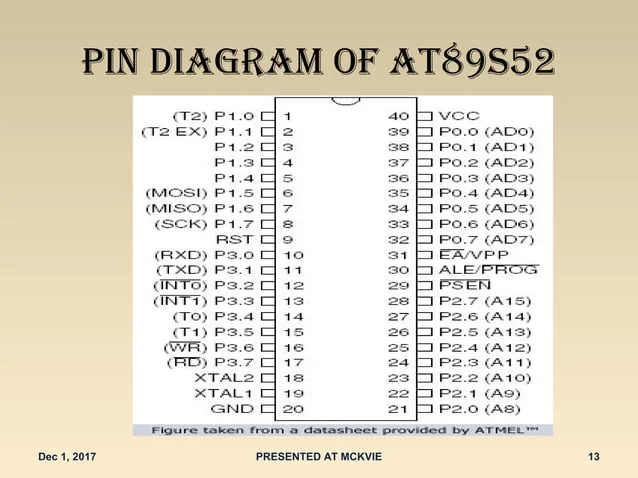 PIN DIAGRAM OF AT89S52
(T2) P1.0 1 40 VCC
(T2 EX) P1.1 2 39 P0.0 (AD0)
P1.2 3 38 P0.1 (AD1)
P1.3 4 37 P0.2 (AD2)
P1.4 5 36 P0.3 (AD3)
(MOSI) P1.5 6 35 P0.4 (AD4)
(MISO) P1.6 7 34 P0.5 (AD5)
(SCK) P1.7 8 33 P0.6 (AD6)
RST 9 32 P0.7 (AD7)
(RXD) P3.0 10 31 EA/VPP
(TXD) P3.1 11 30 ALE/PROG
(INT0) P3.2 12 29 PSEN
(INT1) P3.3 13 28 P2.7 (A15)
(T0) P3.4 14 27 P2.6 (A14)
(T1) P3.5 15 26 P2.5 (A13)
(WR) P3.6 16 25 P2.4 (A12)
(RD) P3.7 17 24 P2.3 (A11)
XTAL2 18 23 P2.2 (A10)
XTAL1 19 22 P2.1 (A9)
GND 20 21 P2.0 (A8)
Figure taken from a datasheet provided by ATMEL™
Dec 1, 2017 PRESENTED AT MCKVIE 13